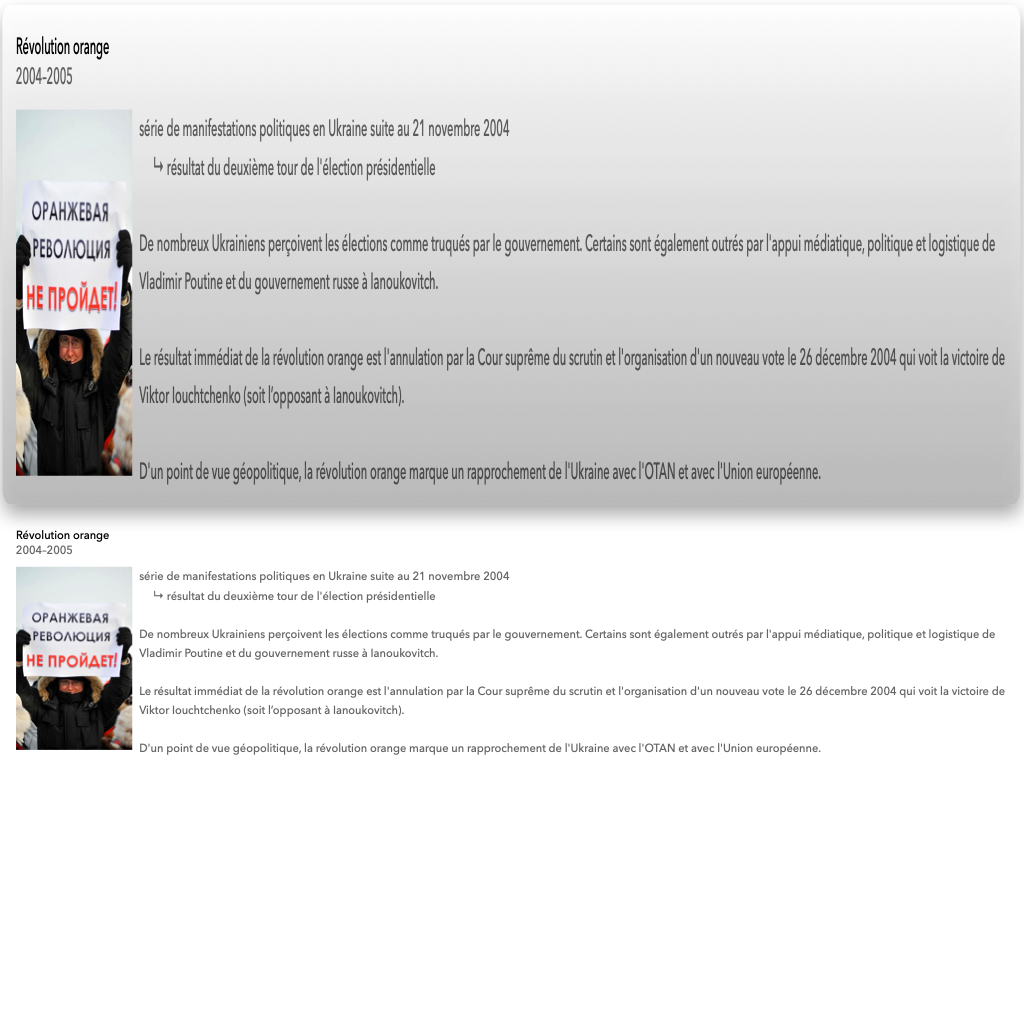 Révolution orange
2004-2005
série de manifestations politiques en Ukraine suite au 21 novembre 2004
↳ résultat du deuxième tour de l'élection présidentielle
ОРАНЖЕВАЯ
РЕВОЛЮЦИЯ
НЕ ПРОЙДЕТ!
De nombreux Ukrainiens perçoivent les élections comme truqués par le gouvernement. Certains sont également outrés par l'appui médiatique, politique et logistique de
Vladimir Poutine et du gouvernement russe à Ianoukovitch.
Le résultat immédiat de la révolution orange est l'annulation par la Cour suprême du scrutin et l'organisation d'un nouveau vote le 26 décembre 2004 qui voit la victoire de
Viktor Iouchtchenko (soit l’opposant à Ianoukovitch).
D'un point de vue géopolitique, la révolution orange marque un rapprochement de l'Ukraine avec l'OTAN et avec l'Union européenne.
Révolution orange
2004-2005
série de manifestations politiques en Ukraine suite au 21 novembre 2004
↳ résultat du deuxième tour de l'élection présidentielle
ОРАНЖЕВАЯ
РЕВОЛЮЦИЯ
НЕ ПРОЙДЕТ!
De nombreux Ukrainiens perçoivent les élections comme truqués par le gouvernement. Certains sont également outrés par l'appui médiatique, politique et logistique de
Vladimir Poutine et du gouvernement russe à Ianoukovitch.
Le résultat immédiat de la révolution orange est l'annulation par la Cour suprême du scrutin et l'organisation d'un nouveau vote le 26 décembre 2004 qui voit la victoire de
Viktor Iouchtchenko (soit l’opposant à Ianoukovitch).
D'un point de vue géopolitique, la révolution orange marque un rapprochement de l'Ukraine avec l'OTAN et avec l'Union européenne.